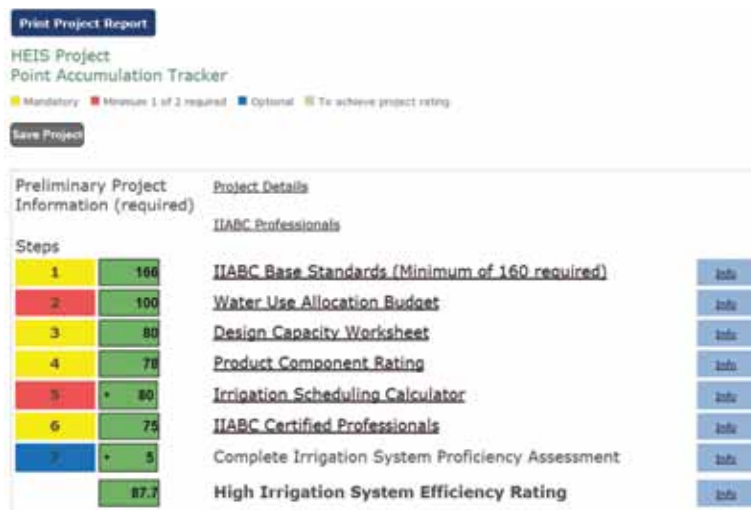 Print Project Report
HEIS Project
Point Accumulation Tracker
Mandatory Minimum 1 of 2 required Optional To achieve project rating
Save Project
Preliminary Project Project Details
Information (required)
IIABC Professionals
Steps
1 166 IIABC Base Standards (Minimum of 160 required) Info
2 100 Water Use Allocation Budget Info
3 80 Design Capacity Worksheet Info
4 78 Product Component Rating Info
5 + 80 Irrigation Scheduling Calculator Info
6 75 IIABC Certified Professionals Info
7 + 5 Complete Irrigation System Proficiency Assessment Info
87.7 High Irrigation System Efficiency Rating Info